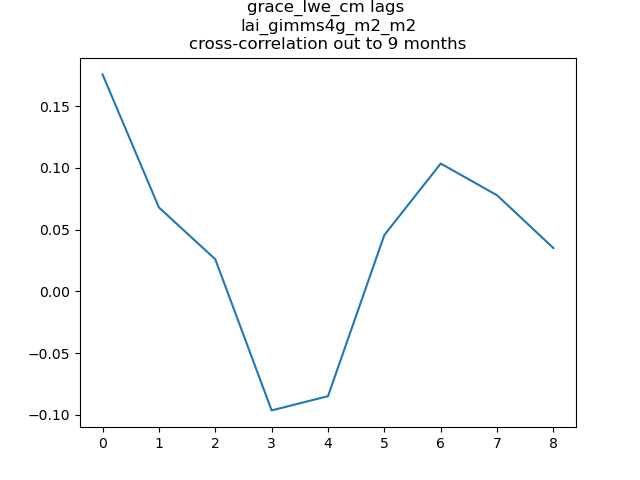 grace_lwe_cm lags
lai_gimms4g_m2_m2
cross-correlation out to 9 months
0.15
0.10
0.05
0.00
−0.05
−0.10
0 1 2 3 4 5 6 7 8